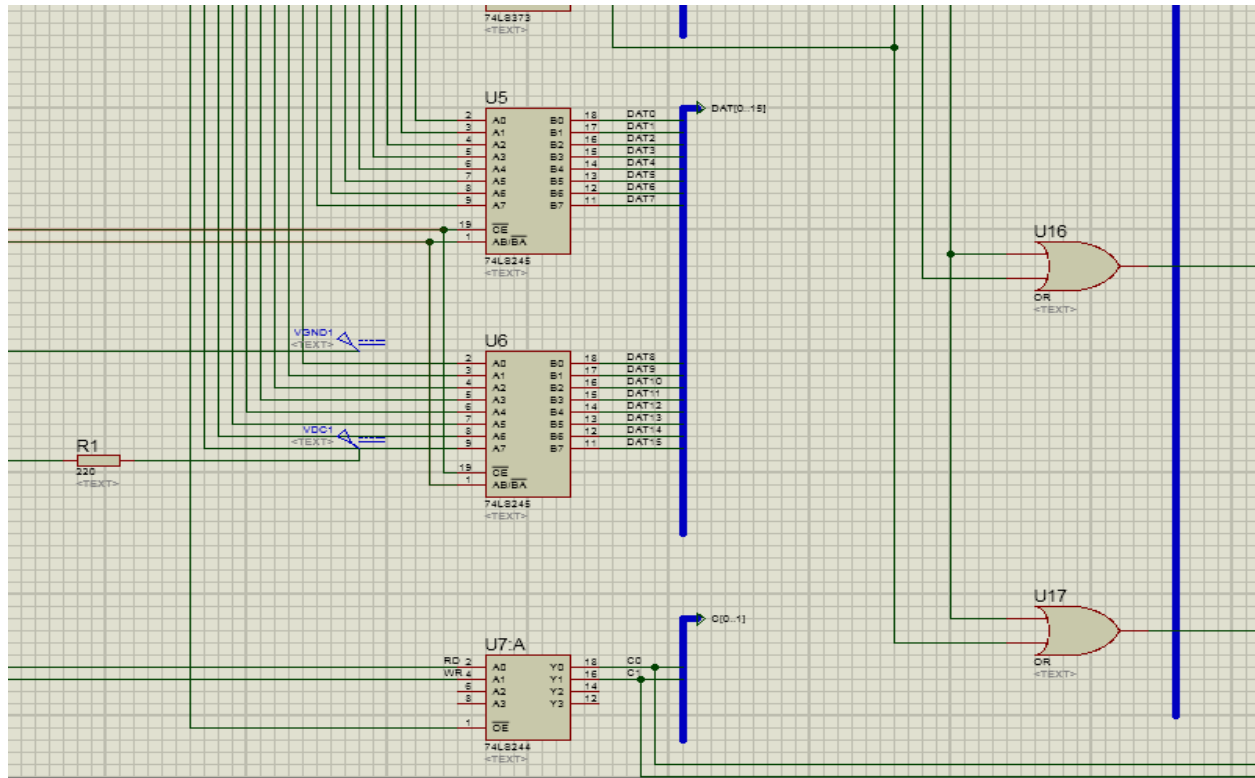 74LS373
<TEXT>
U5
2 A0 B0 18 DAT0
3 A1 B1 17 DAT1
4 A2 B2 16 DAT2
5 A3 B3 15 DAT3
6 A4 B4 14 DAT4
7 A5 B5 13 DAT5
8 A6 B6 12 DAT6
9 A7 B7 11 DAT7
DAT[0..15]
19 CE
1 AB/BA
74LS245
<TEXT>
U16
OR
<TEXT>
VGND1
<TEXT>
U6
2 A0 B0 18 DAT8
3 A1 B1 17 DAT9
4 A2 B2 16 DAT10
5 A3 B3 15 DAT11
6 A4 B4 14 DAT12
7 A5 B5 13 DAT13
8 A6 B6 12 DAT14
9 A7 B7 11 DAT15
19 CE
1 AB/BA
74LS245
<TEXT>
VDC1
<TEXT>
R1
220
<TEXT>
U17
OR
<TEXT>
U7:A
RD 2 A0 Y0 18 C0
WR 4 A1 Y1 16 C1
6 A2 Y2 14
8 A3 Y3 12
1 OE
74LS244
<TEXT>
C[0..1]